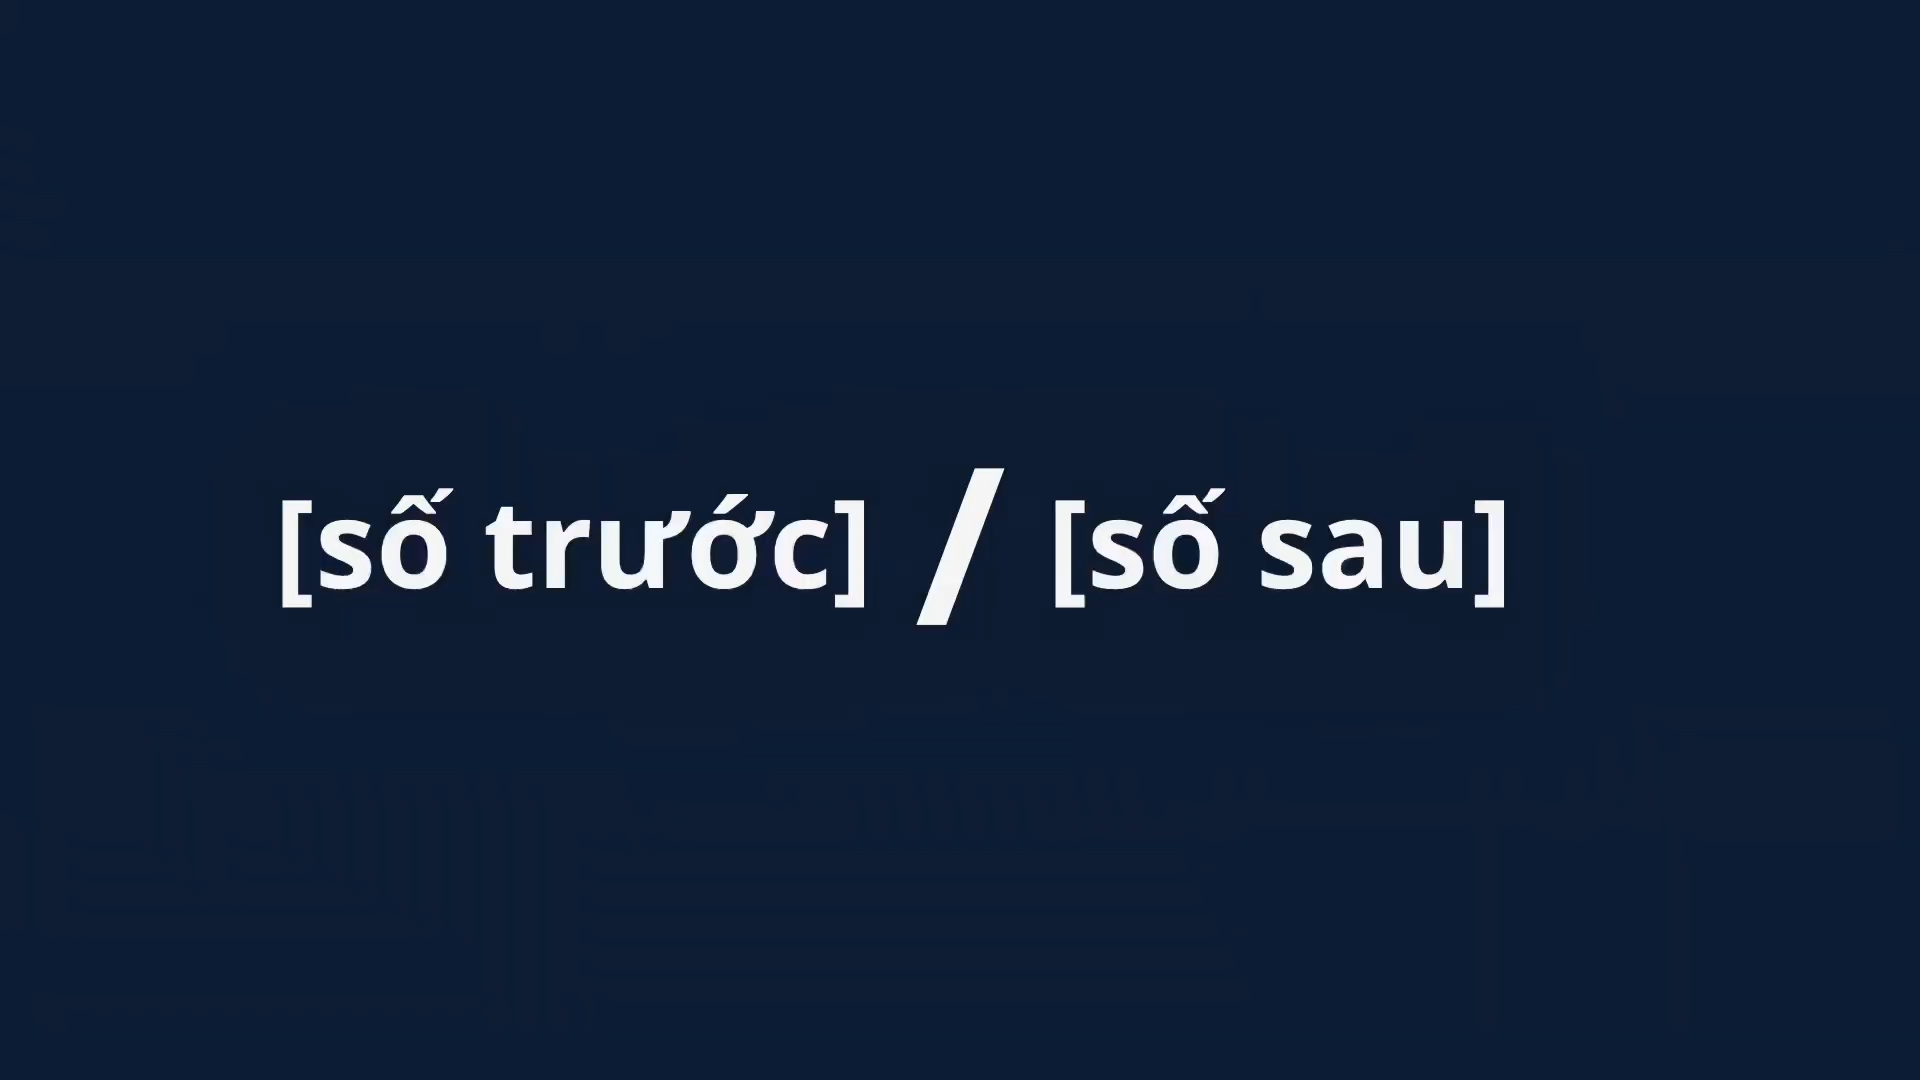 [số trước] / [số sau]